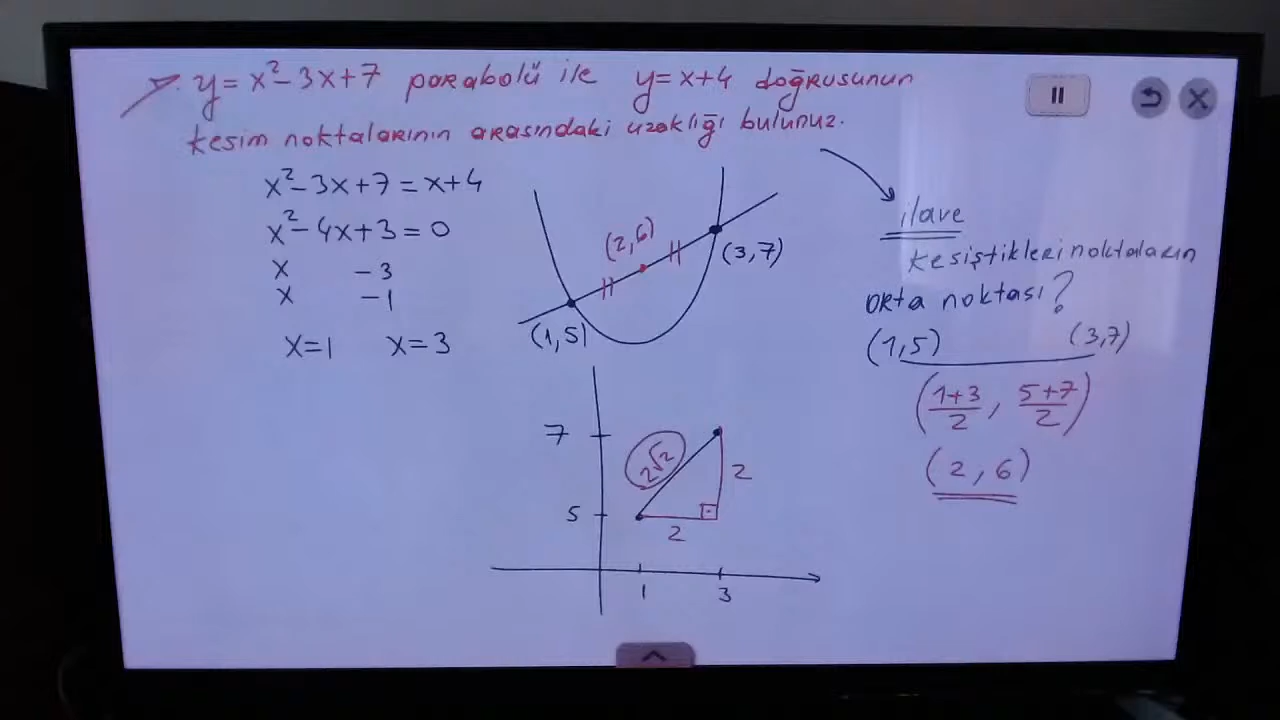 y = x² - 3x + 7 parabolü ile y = x + 4 doğrusunun
kesim noktalarının arasındaki uzaklığı bulunuz.
x² - 3x + 7 = x + 4
x² - 4x + 3 = 0
x - 3
x - 1
x = 1 x = 3
(2,6)
(3,7)
(1,5)
7
5
2√2
2
2
1
3
ilave
kesiştikleri noktaların
orta noktası?
(1,5) (3,7)
(1+3/2, 5+7/2)
(2,6)